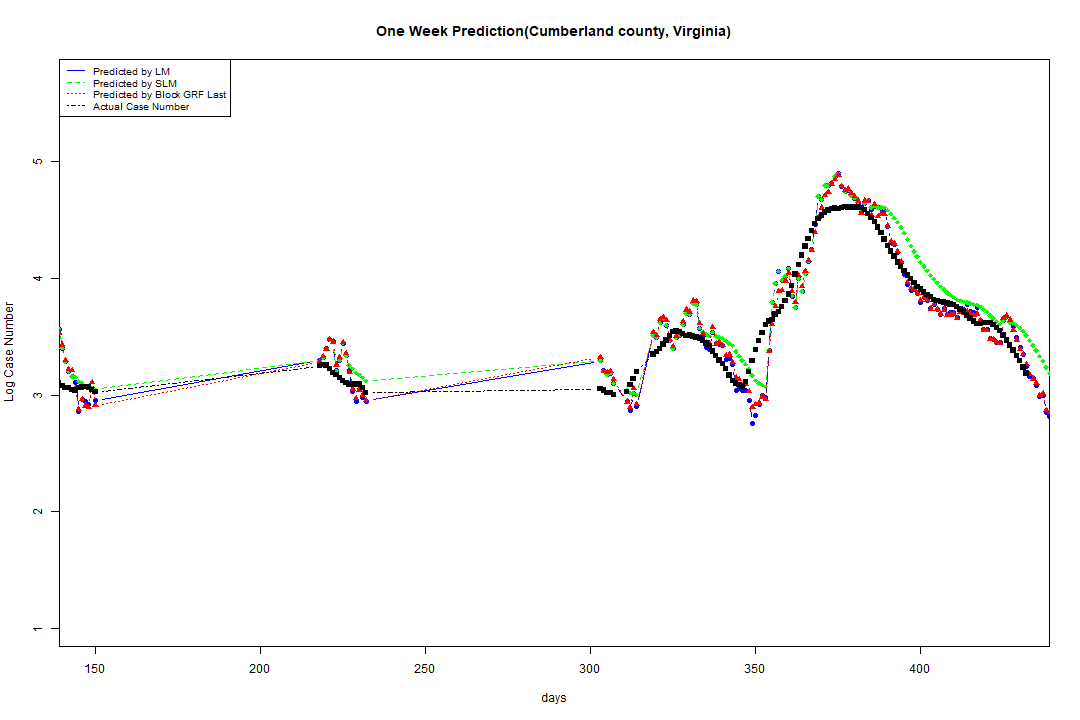 One Week Prediction(Cumberland county, Virginia)
Predicted by LM
Predicted by SLM
Predicted by Block GRF Last
Actual Case Number
5
4
3
2
1
Log Case Number
150 200 250 300 350 400
days